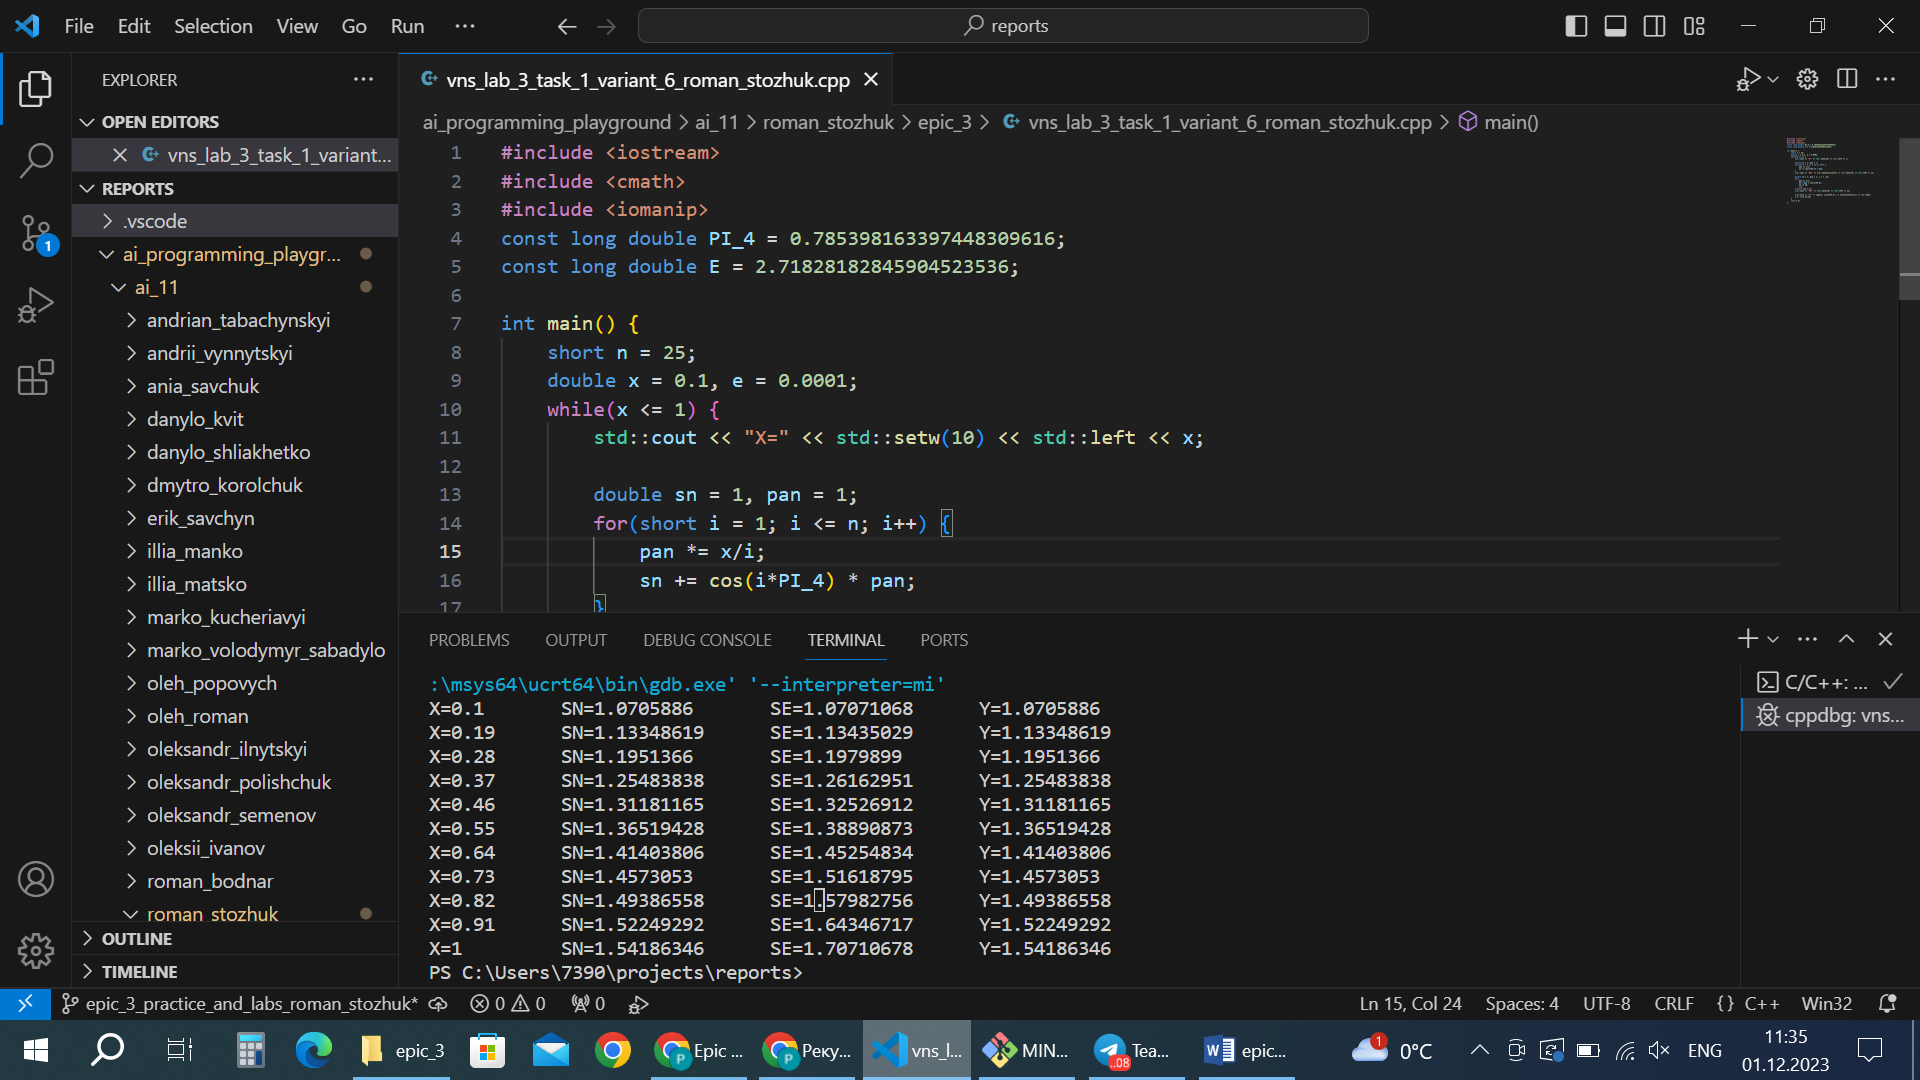 File Edit Selection View Go Run
reports
EXPLORER
OPEN EDITORS
vns_lab_3_task_1_variant...
REPORTS
.vscode
ai_programming_playgr...
ai_11
andrian_tabachynskyi
andrii_vynnytskyi
ania_savchuk
danylo_kvit
danylo_shliakhetko
dmytro_korolchuk
erik_savchyn
illia_manko
illia_matsko
marko_kucheriavyi
marko_volodymyr_sabadylo
oleh_popovych
oleh_roman
oleksandr_ilnytskyi
oleksandr_polishchuk
oleksandr_semenov
oleksii_ivanov
roman_bodnar
roman_stozhuk
OUTLINE
TIMELINE
1
vns_lab_3_task_1_variant_6_roman_stozhuk.cpp
ai_programming_playground > ai_11 > roman_stozhuk > epic_3 > vns_lab_3_task_1_variant_6_roman_stozhuk.cpp > main()
1 #include <iostream>
2 #include <cmath>
3 #include <iomanip>
4 const long double PI_4 = 0.785398163397448309616;
5 const long double E = 2.71828182845904523536;
6
7 int main() {
8 short n = 25;
9 double x = 0.1, e = 0.0001;
10 while(x <= 1) {
11 std::cout << "X=" << std::setw(10) << std::left << x;
12
13 double sn = 1, pan = 1;
14 for(short i = 1; i <= n; i++) {
15 pan *= x/i;
16 sn += cos(i*PI_4) * pan;
17 }
PROBLEMS OUTPUT DEBUG CONSOLE TERMINAL PORTS
:\msys64\ucrt64\bin\gdb.exe' '--interpreter=mi'
X=0.1 SN=1.0705886 SE=1.07071068 Y=1.0705886
X=0.19 SN=1.13348619 SE=1.13435029 Y=1.13348619
X=0.28 SN=1.1951366 SE=1.1979899 Y=1.1951366
X=0.37 SN=1.25483838 SE=1.26162951 Y=1.25483838
X=0.46 SN=1.31181165 SE=1.32526912 Y=1.31181165
X=0.55 SN=1.36519428 SE=1.38890873 Y=1.36519428
X=0.64 SN=1.41403806 SE=1.45254834 Y=1.41403806
X=0.73 SN=1.4573053 SE=1.51618795 Y=1.4573053
X=0.82 SN=1.49386558 SE=1.57982756 Y=1.49386558
X=0.91 SN=1.52249292 SE=1.64346717 Y=1.52249292
X=1 SN=1.54186346 SE=1.70710678 Y=1.54186346
PS C:\Users\7390\projects\reports>
C/C++: ...
cppdbg: vns...
epic_3_practice_and_labs_roman_stozhuk* 0 0 0 Ln 15, Col 24 Spaces: 4 UTF-8 CRLF {} C++ Win32
epic_3 Epic ... Реку... vns_l... MIN... Tea... epic... 0°C ENG 11:35
01.12.2023